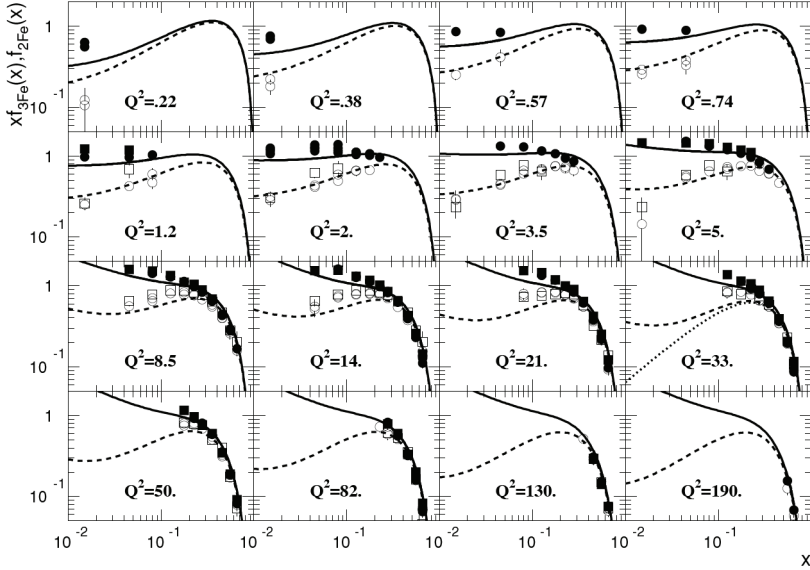 xf3Fe(x),f2Fe(x)
1
10-1
Q2=.22
Q2=.38
Q2=.57
Q2=.74
1
10-1
Q2=1.2
Q2=2.
Q2=3.5
Q2=5.
1
10-1
Q2=8.5
Q2=14.
Q2=21.
Q2=33.
1
10-1
Q2=50.
Q2=82.
Q2=130.
Q2=190.
10-2 10-1 10-2 10-1 10-2 10-1 10-2 10-1 1
x